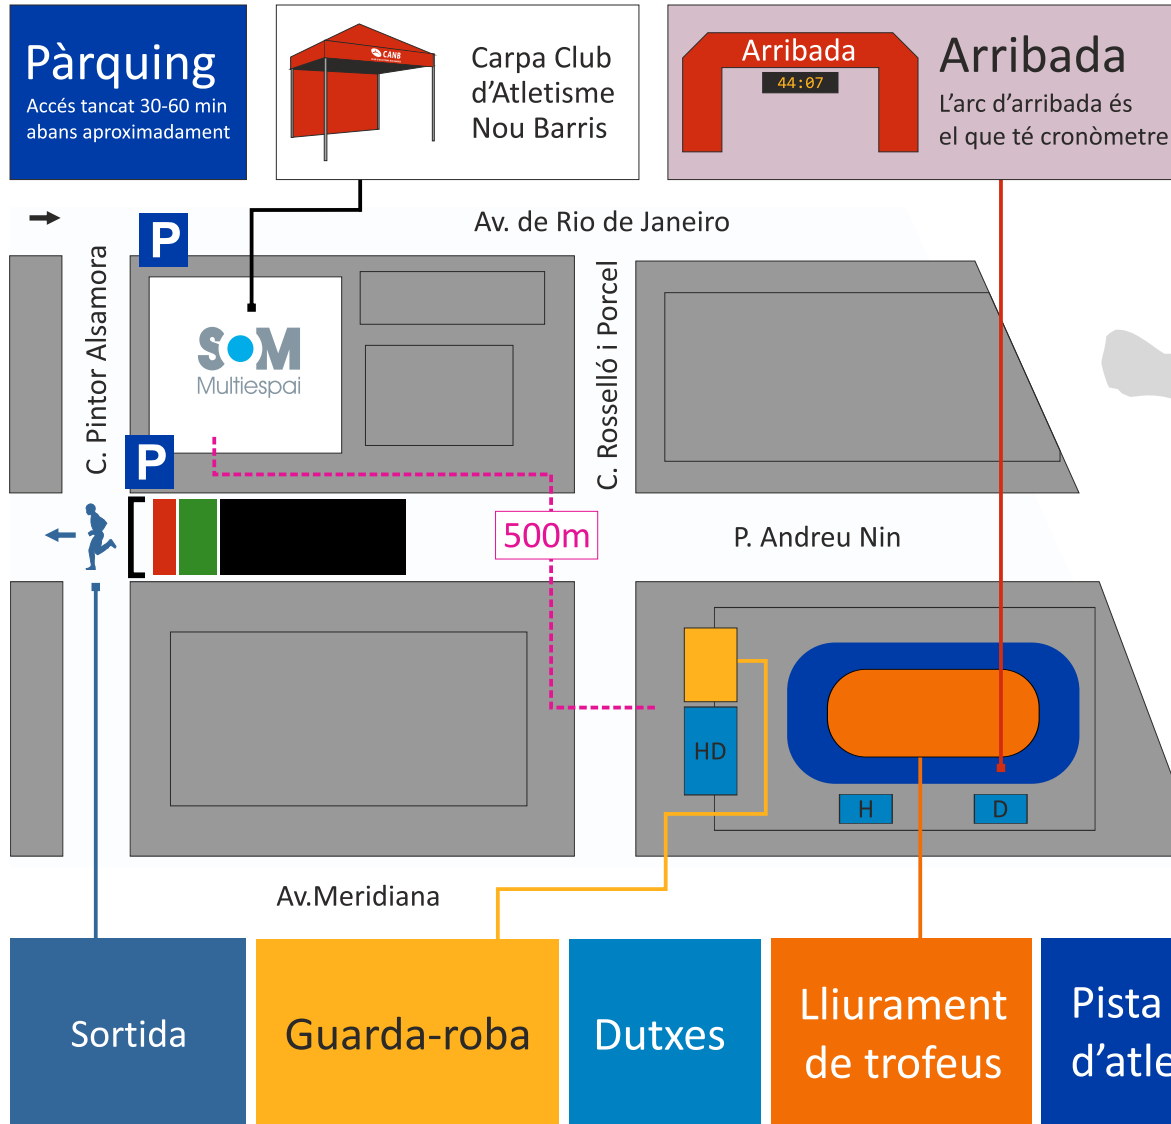 Pàrquing
Accés tancat 30-60 min
abans aproximadament
CANB
Carpa Club
d'Atletisme
Nou Barris
Arribada
44:07
Arribada
L'arc d'arribada és
el que té cronòmetre
Av. de Rio de Janeiro
P
C. Pintor Alsamora
SOM
Multiespai
C. Rosselló i Porcel
P
500m
P. Andreu Nin
HD
H
D
Av.Meridiana
Sortida
Guarda-roba
Dutxes
Lliurament
de trofeus
Pista
d'atle